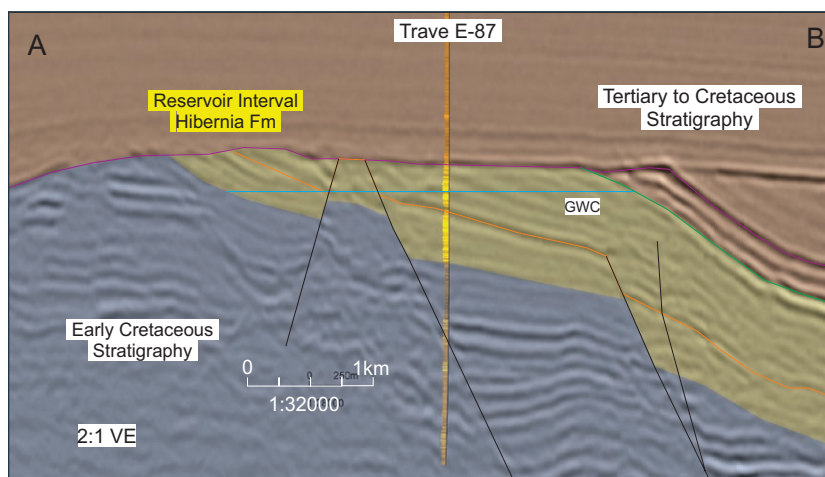 A
Trave E-87
B
Reservoir Interval
Hibernia Fm
Tertiary to Cretaceous
Stratigraphy
GWC
Early Cretaceous
Stratigraphy
0 1km
0 250m
1:32000
2:1 VE